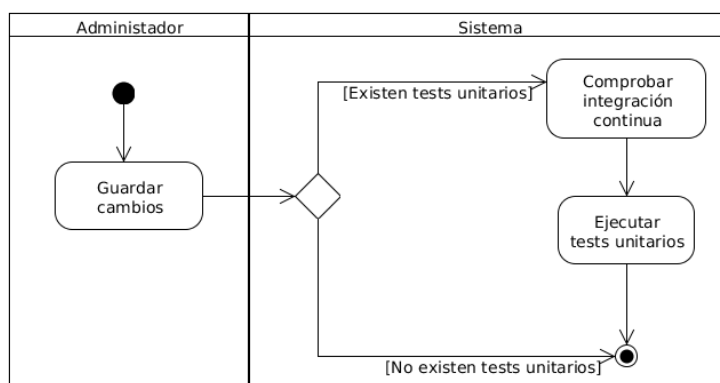 Administador
Sistema
[Existen tests unitarios]
Comprobar
integración
continua
Guardar
cambios
Ejecutar
tests unitarios
[No existen tests unitarios]